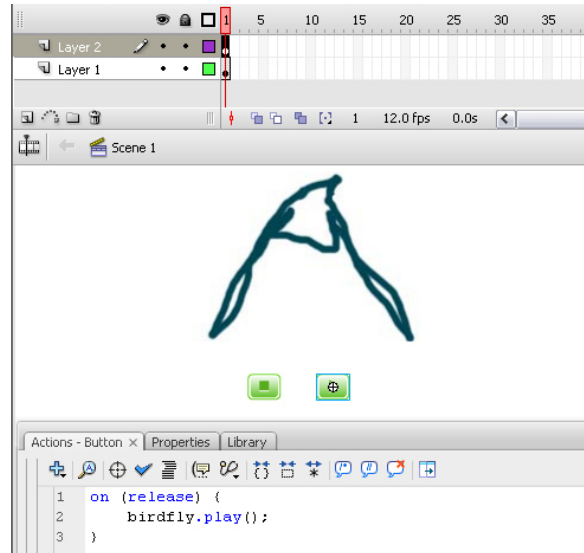 1 5 10 15 20 25 30 35
Layer 2
Layer 1
1 12.0 fps 0.0s
Scene 1
Actions - Button × Properties Library
1 on (release) {
2 birdfly.play();
3 }